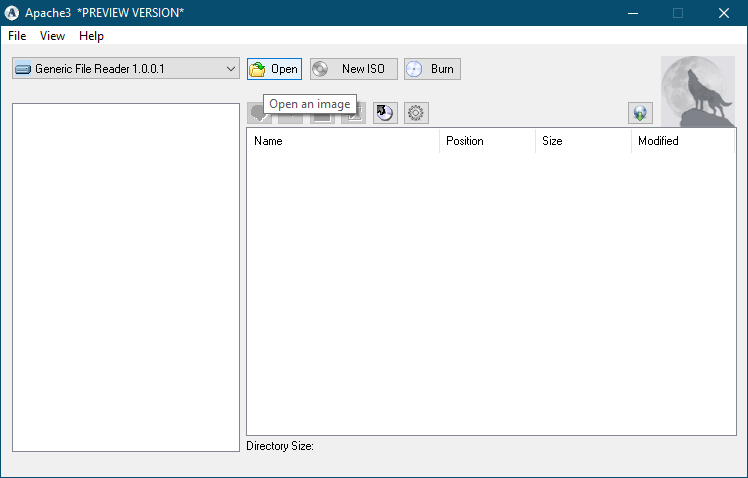 Apache3 *PREVIEW VERSION*
File View Help
Generic File Reader 1.0.0.1
Open
New ISO
Burn
Open an image
Name Position Size Modified
Directory Size: